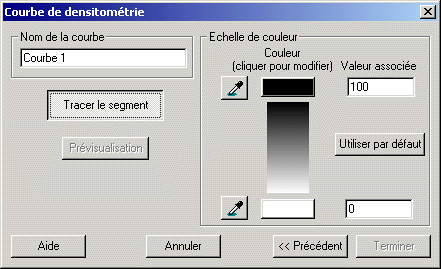 Courbe de densitométrie
Nom de la courbe
Courbe 1
Tracer le segment
Prévisualisation
Echelle de couleur
Couleur
(cliquer pour modifier)
Valeur associée
100
Utiliser par défaut
0
Aide
Annuler
<< Précédent
Terminer